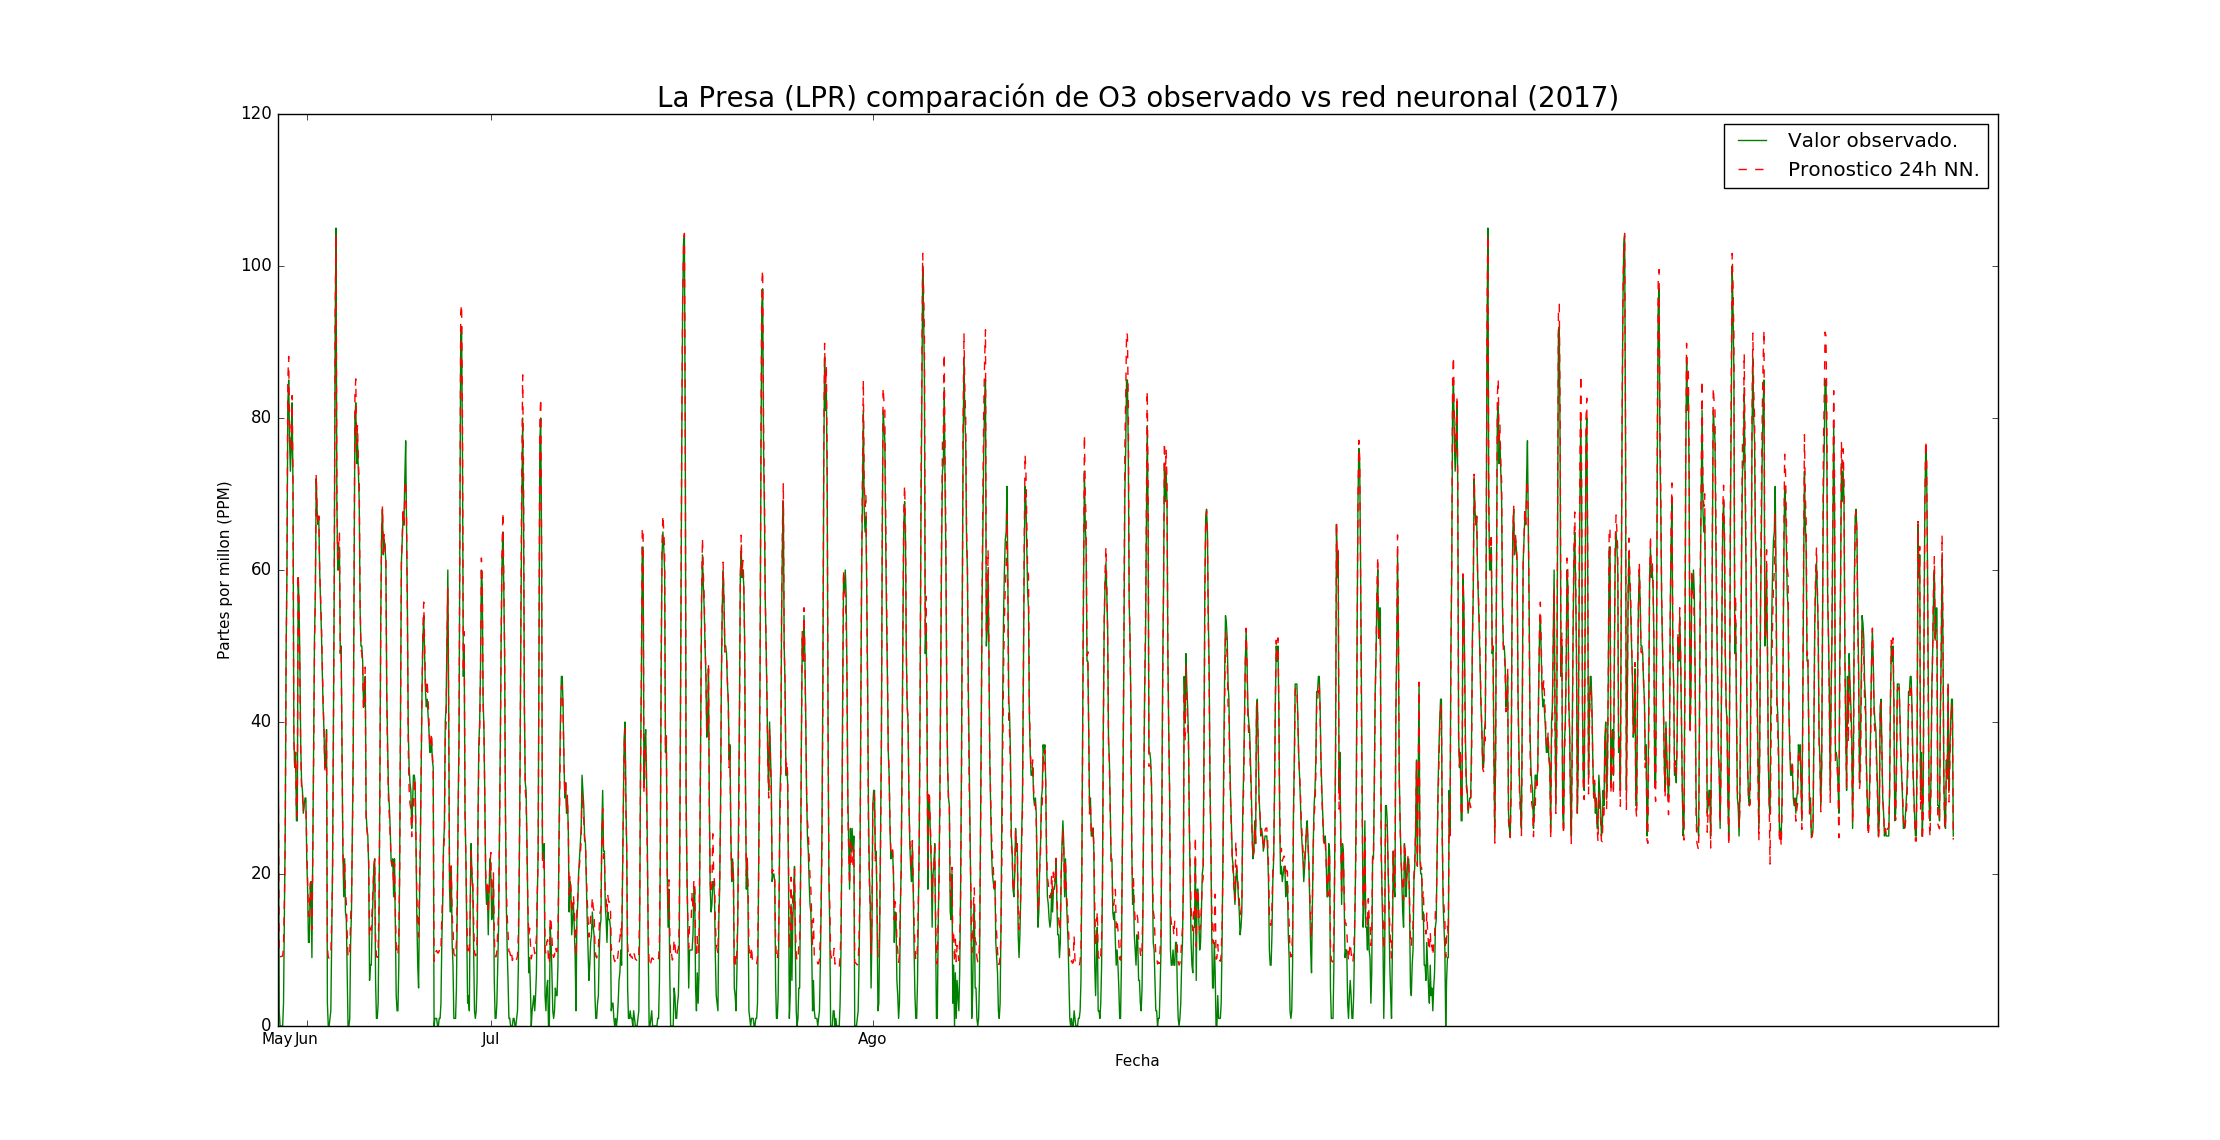 La Presa (LPR) comparación de O3 observado vs red neuronal (2017)
120
100
80
60
40
20
0
Partes por millon (PPM)
Valor observado.
Pronostico 24h NN.
May Jun Jul Ago
Fecha